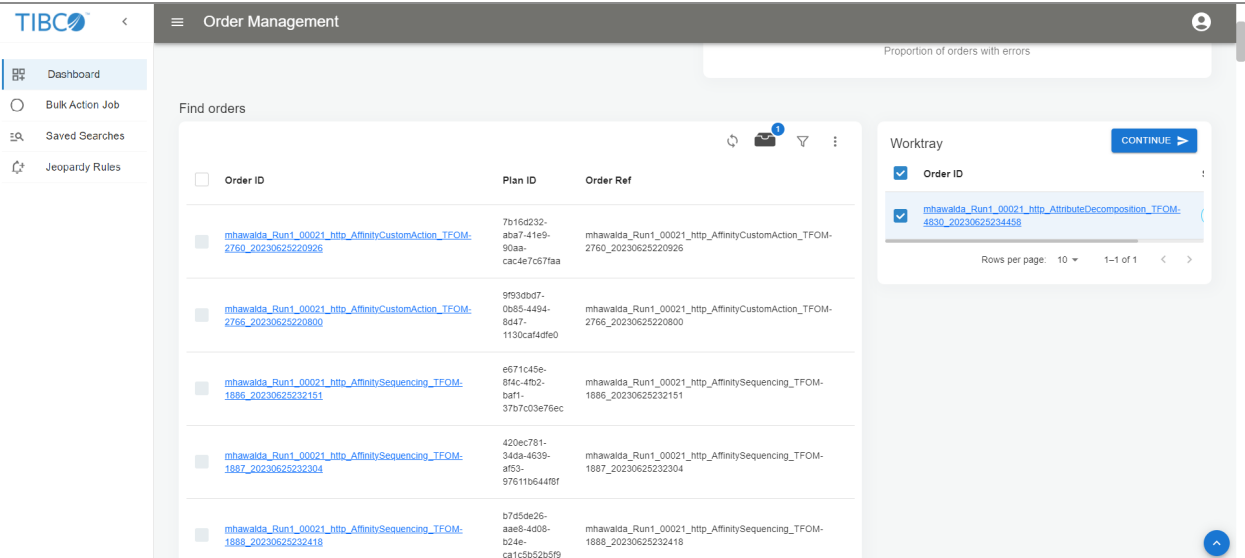 TIBCO™
Order Management
Dashboard
Bulk Action Job
Saved Searches
Jeopardy Rules
Proportion of orders with errors
Find orders
1
Order ID
Plan ID
Order Ref
mhawalda_Run1_00021_http_AffinityCustomAction_TFOM-
2760_20230625220926
7b16d232-
aba7-41e9-
90aa-
cac4e7c67faa
mhawalda_Run1_00021_http_AffinityCustomAction_TFOM-
2760_20230625220926
mhawalda_Run1_00021_http_AffinityCustomAction_TFOM-
2766_20230625220800
9f93dbd7-
0b85-4494-
8d47-
1130caf4dfe0
mhawalda_Run1_00021_http_AffinityCustomAction_TFOM-
2766_20230625220800
mhawalda_Run1_00021_http_AffinitySequencing_TFOM-
1886_20230625232151
e671c45e-
8f4c-4fb2-
baf1-
37b7c03e76ec
mhawalda_Run1_00021_http_AffinitySequencing_TFOM-
1886_20230625232151
mhawalda_Run1_00021_http_AffinitySequencing_TFOM-
1887_20230625232304
420ec781-
34da-4639-
af53-
97611b644f8f
mhawalda_Run1_00021_http_AffinitySequencing_TFOM-
1887_20230625232304
mhawalda_Run1_00021_http_AffinitySequencing_TFOM-
1888_20230625232418
b7d5de26-
aae8-4d08-
b24e-
ca1c5b52b5f9
mhawalda_Run1_00021_http_AffinitySequencing_TFOM-
1888_20230625232418
Worktray
CONTINUE
Order ID
mhawalda_Run1_00021_http_AttributeDecomposition_TFOM-
4830_20230625234458
Rows per page: 10 1–1 of 1